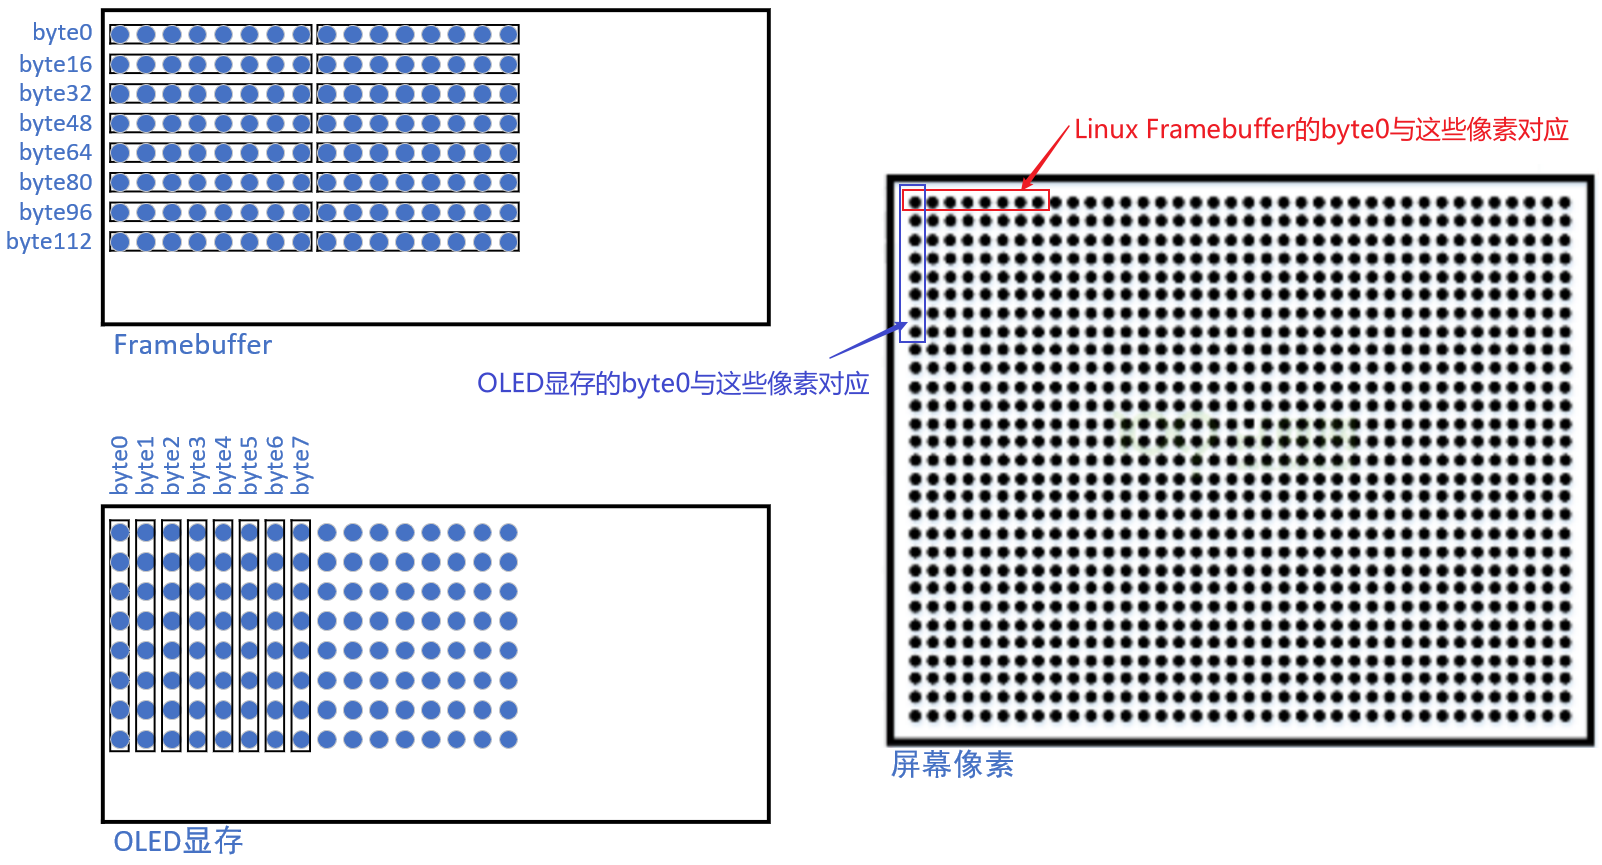 byte0
byte16
byte32
byte48
byte64
byte80
byte96
byte112
Framebuffer
Linux Framebuffer的byte0与这些像素对应
OLED显存的byte0与这些像素对应
byte0
byte1
byte2
byte3
byte4
byte5
byte6
byte7
OLED显存
屏幕像素